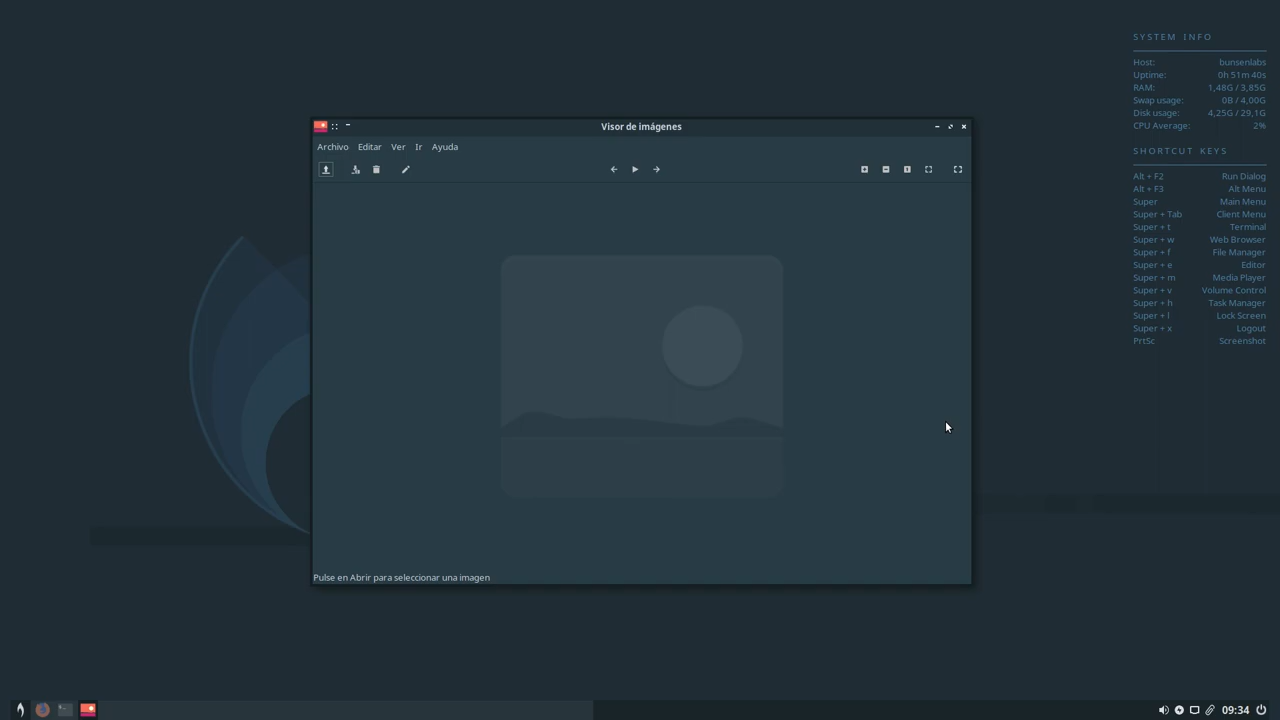 Visor de imágenes
Archivo Editar Ver Ir Ayuda
Pulse en Abrir para seleccionar una imagen
SYSTEM INFO
Host: bunsenlabs
Uptime: 0h 51m 40s
RAM: 1,48G / 3,85G
Swap usage: 0B / 4,00G
Disk usage: 4,25G / 29,1G
CPU Average: 2%
SHORTCUT KEYS
Alt + F2 Run Dialog
Alt + F3 Alt Menu
Super Main Menu
Super + Tab Client Menu
Super + t Terminal
Super + w Web Browser
Super + f File Manager
Super + e Editor
Super + m Media Player
Super + v Volume Control
Super + h Task Manager
Super + l Lock Screen
Super + x Logout
PrtSc Screenshot
09:34